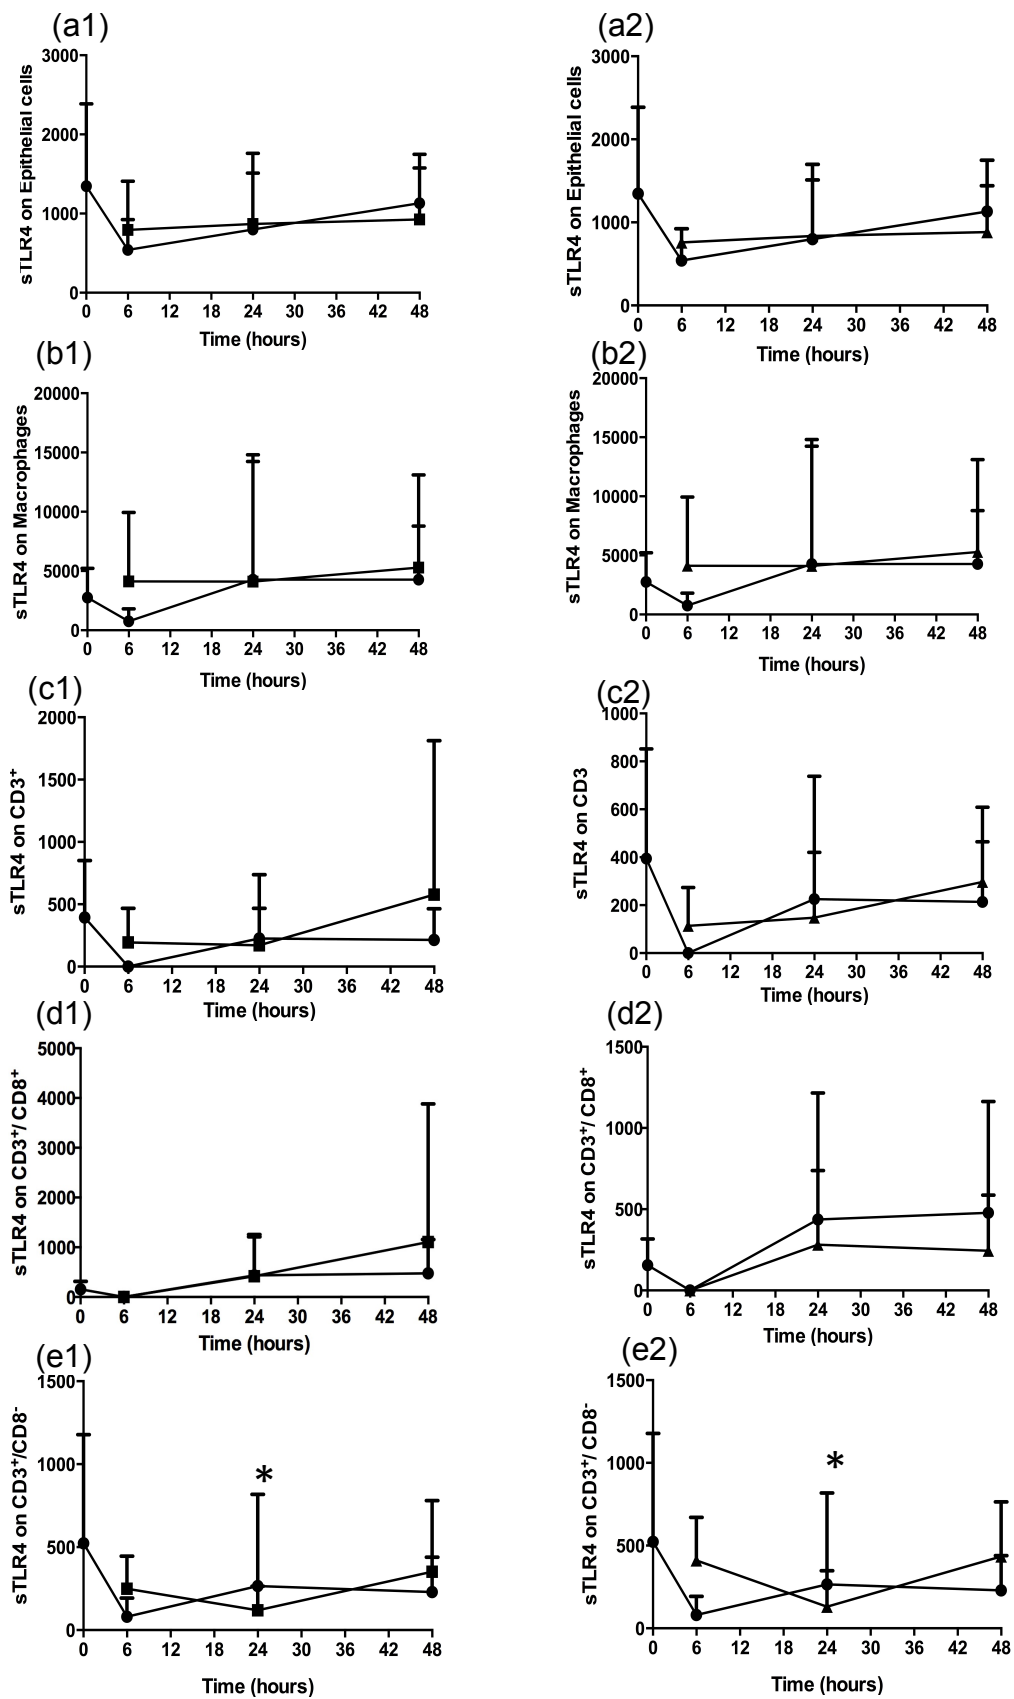 (a1)
sTLR4 on Epithelial cells
3000
2000
1000
0
0 6 12 18 24 30 36 42 48
Time (hours)
(a2)
sTLR4 on Epithelial cells
3000
2000
1000
0
0 6 12 18 24 30 36 42 48
Time (hours)
(b1)
sTLR4 on Macrophages
20000
15000
10000
5000
0
0 6 12 18 24 30 36 42 48
Time (hours)
(b2)
sTLR4 on Macrophages
20000
15000
10000
5000
0
0 6 12 18 24 30 36 42 48
Time (hours)
(c1)
sTLR4 on CD3⁺
2000
1500
1000
500
0
0 6 12 18 24 30 36 42 48
Time (hours)
(c2)
sTLR4 on CD3
1000
800
600
400
200
0
0 6 12 18 24 30 36 42 48
Time (hours)
(d1)
sTLR4 on CD3⁺/ CD8⁺
5000
4000
3000
2000
1000
0
0 6 12 18 24 30 36 42 48
Time (hours)
(d2)
sTLR4 on CD3⁺/ CD8⁺
1500
1000
500
0
0 6 12 18 24 30 36 42 48
Time (hours)
(e1)
sTLR4 on CD3⁺/CD8⁻
1500
1000
500
0
*
0 6 12 18 24 30 36 42 48
Time (hours)
(e2)
sTLR4 on CD3⁺/ CD8⁻
1500
1000
500
0
*
0 6 12 18 24 30 36 42 48
Time (hours)